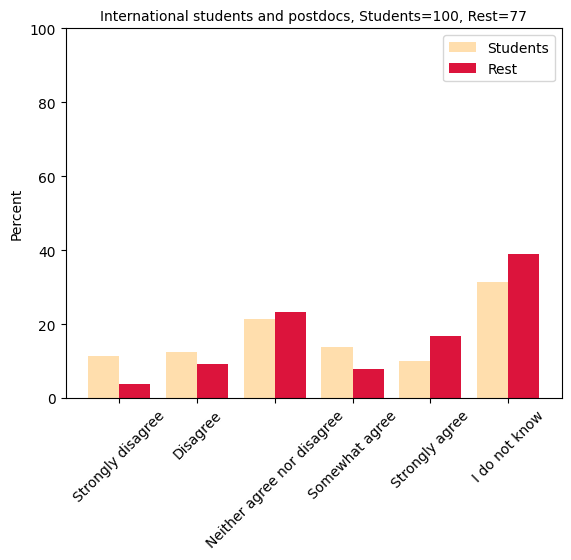 International students and postdocs, Students=100, Rest=77
100
80
60
40
20
0
Percent
Students
Rest
Strongly disagree
Disagree
Neither agree nor disagree
Somewhat agree
Strongly agree
I do not know